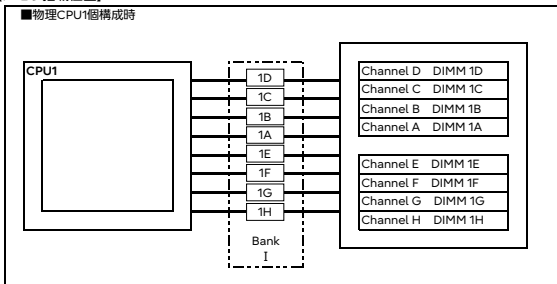 ■物理CPU1個構成時
CPU1
1D
1C
1B
1A
1E
1F
1G
1H
Bank
I
Channel D DIMM 1D
Channel C DIMM 1C
Channel B DIMM 1B
Channel A DIMM 1A
Channel E DIMM 1E
Channel F DIMM 1F
Channel G DIMM 1G
Channel H DIMM 1H